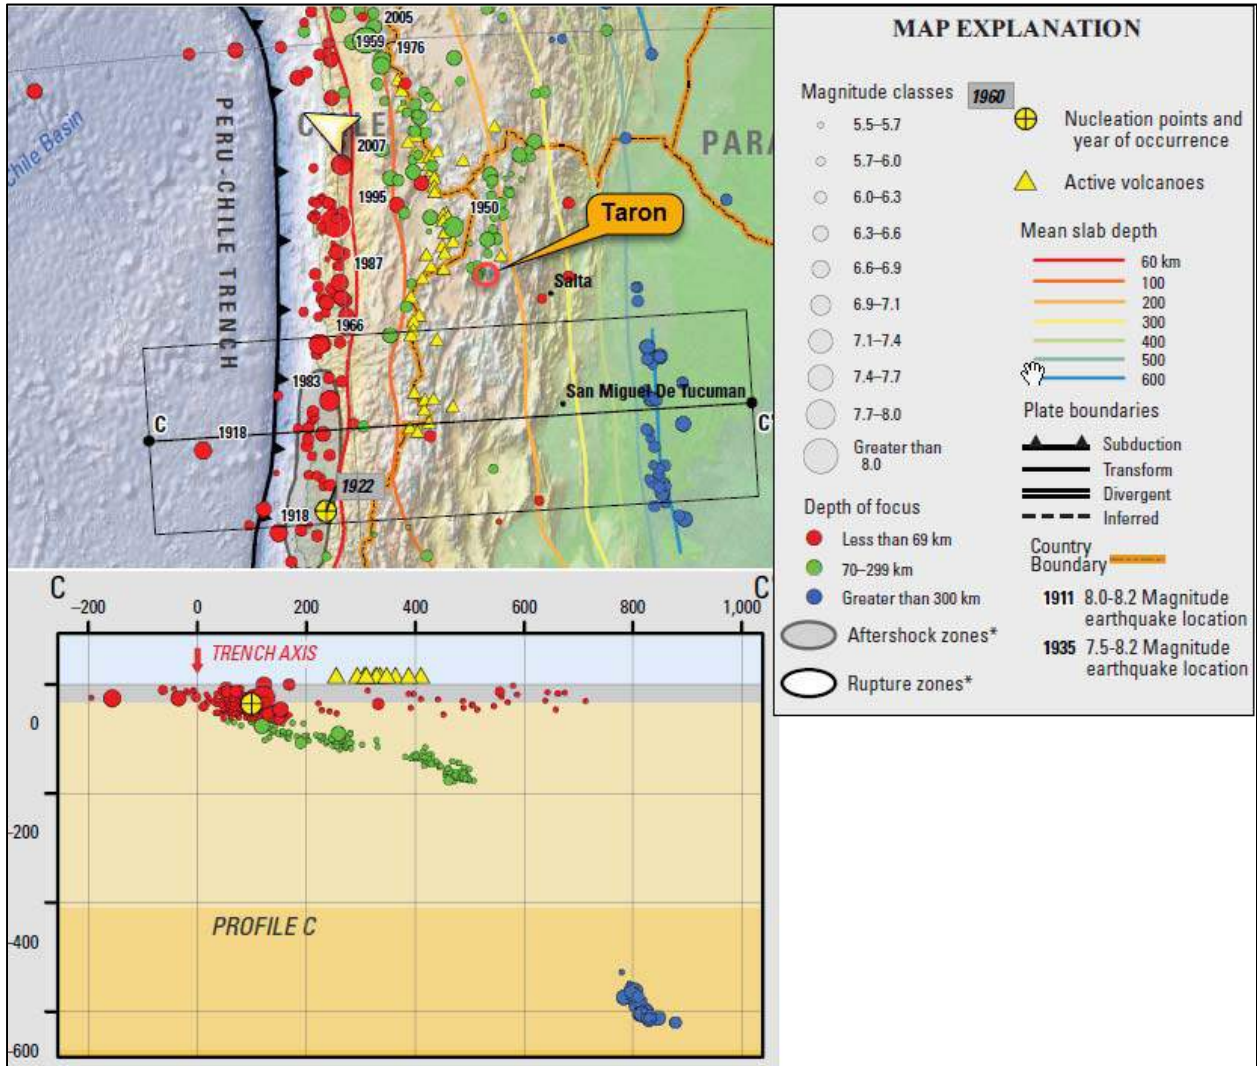 2005
1959
1976
Chile Basin
PERU-CHILE TRENCH
2007
PARA
1995
1950
Taron
1987
Salta
1966
1983
San Miguel De Tucuman
C
C'
1918
1922
1918
MAP EXPLANATION
Magnitude classes
1960
5.5–5.7
5.7–6.0
6.0–6.3
6.3–6.6
6.6–6.9
6.9–7.1
7.1–7.4
7.4–7.7
7.7–8.0
Greater than
8.0
Depth of focus
Less than 69 km
70–299 km
Greater than 300 km
Aftershock zones*
Rupture zones*
Nucleation points and
year of occurrence
Active volcanoes
Mean slab depth
60 km
100
200
300
400
500
600
Plate boundaries
Subduction
Transform
Divergent
Inferred
Country
Boundary
1911 8.0-8.2 Magnitude
earthquake location
1935 7.5-8.2 Magnitude
earthquake location
C
C'
–200
0
200
400
600
800
1,000
TRENCH AXIS
0
-200
-400
-600
PROFILE C